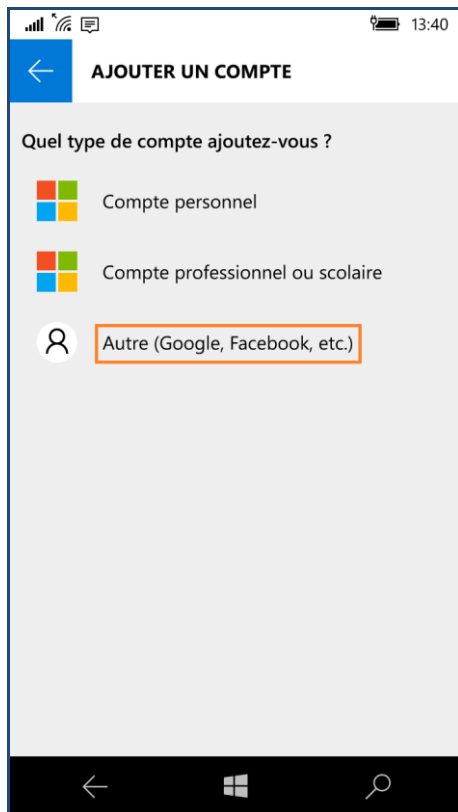 13:40
AJOUTER UN COMPTE
Quel type de compte ajoutez-vous ?
Compte personnel
Compte professionnel ou scolaire
Autre (Google, Facebook, etc.)